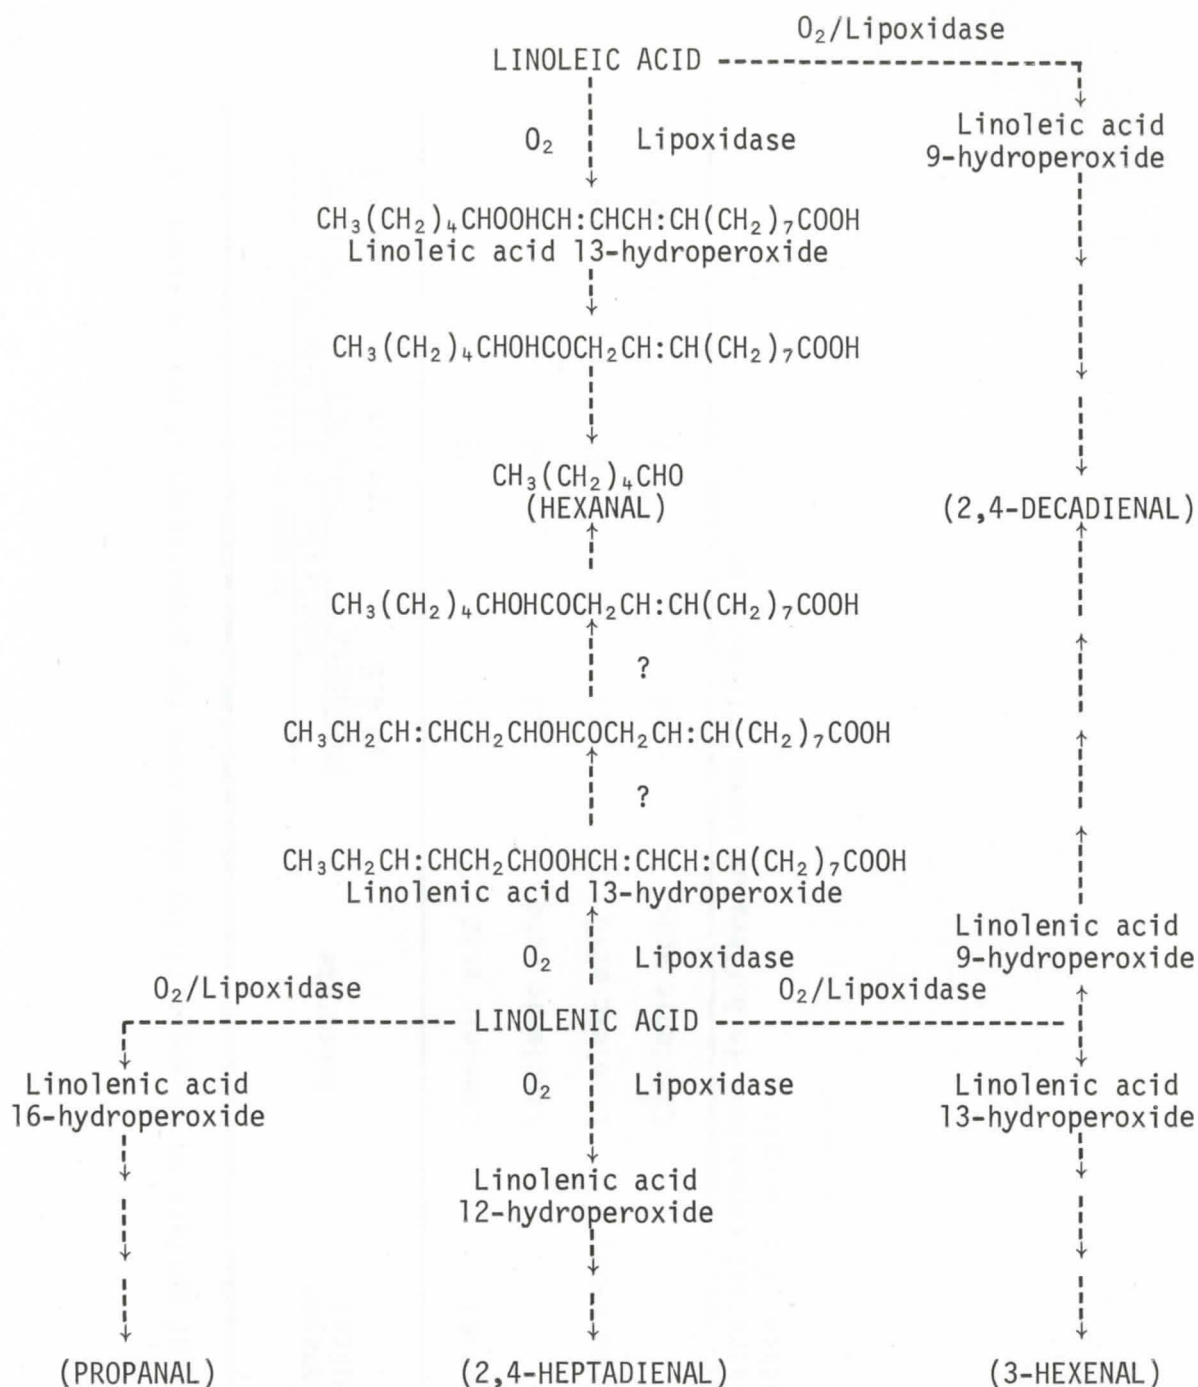 O₂/Lipoxidase
LINOLEIC ACID
O₂ Lipoxidase
Linoleic acid
9-hydroperoxide
CH₃(CH₂)₄CHOOHCH:CHCH:CH(CH₂)₇COOH
Linoleic acid 13-hydroperoxide
CH₃(CH₂)₄CHOHCOCH₂CH:CH(CH₂)₇COOH
CH₃(CH₂)₄CHO
(HEXANAL)
(2,4-DECADIENAL)
CH₃(CH₂)₄CHOHCOCH₂CH:CH(CH₂)₇COOH
?
CH₃CH₂CH:CHCH₂CHOHCOCH₂CH:CH(CH₂)₇COOH
?
CH₃CH₂CH:CHCH₂CHOOHCH:CHCH:CH(CH₂)₇COOH
Linolenic acid 13-hydroperoxide
O₂ Lipoxidase
Linolenic acid
9-hydroperoxide
O₂/Lipoxidase
O₂/Lipoxidase
LINOLENIC ACID
Linolenic acid
16-hydroperoxide
O₂ Lipoxidase
Linolenic acid
13-hydroperoxide
Linolenic acid
12-hydroperoxide
(PROPANAL)
(2,4-HEPTADIENAL)
(3-HEXENAL)